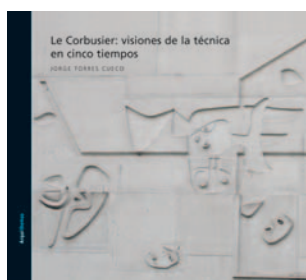 Le Corbusier: visiones de la técnica
en cinco tiempos
JORGE TORRES CUECO